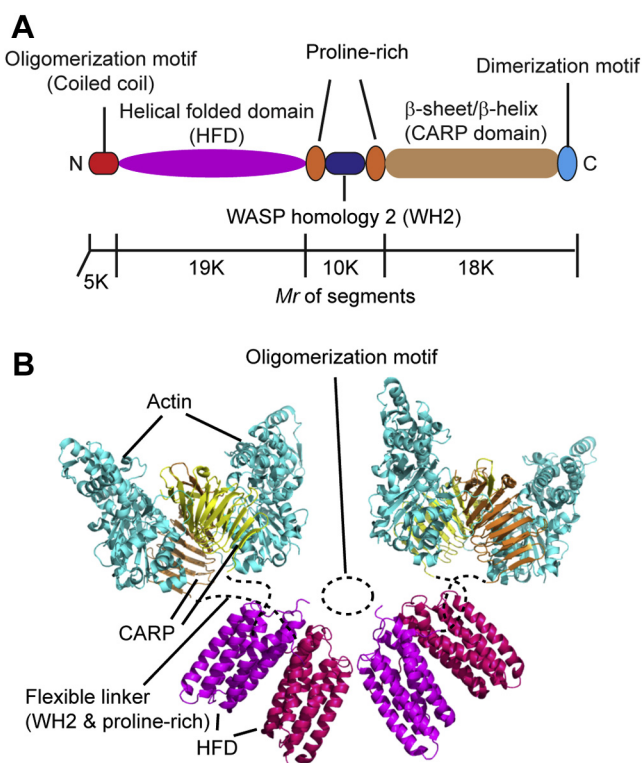 A
Oligomerization motif
(Coiled coil)
Proline-rich
Dimerization motif
Helical folded domain
(HFD)
β-sheet/β-helix
(CARP domain)
N
C
WASP homology 2 (WH2)
5K
19K
10K
18K
Mr of segments
B
Oligomerization motif
Actin
CARP
Flexible linker
(WH2 & proline-rich)
HFD